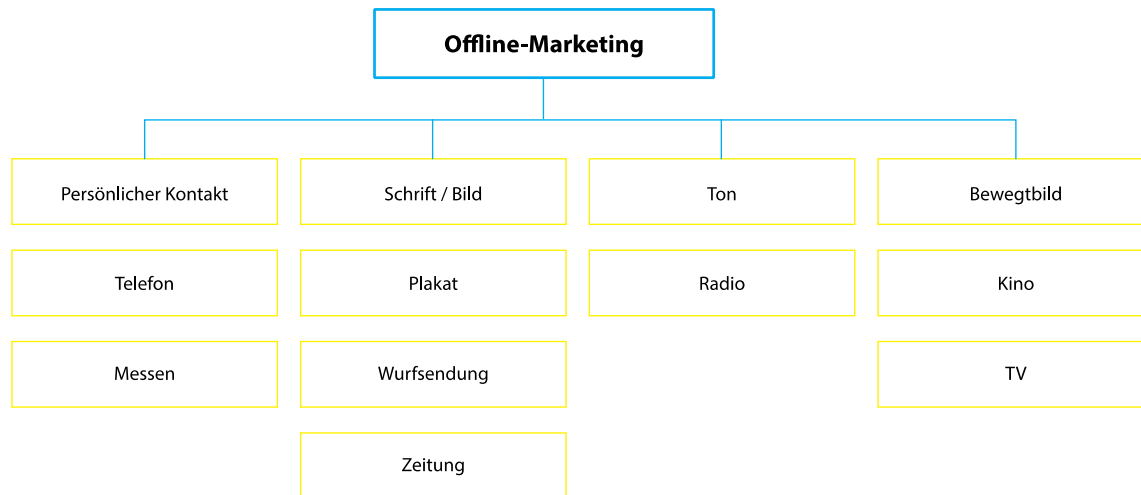 Offline-Marketing
Persönlicher Kontakt
Schrift / Bild
Ton
Bewegtbild
Telefon
Plakat
Radio
Kino
Messen
Wurfsendung
TV
Zeitung